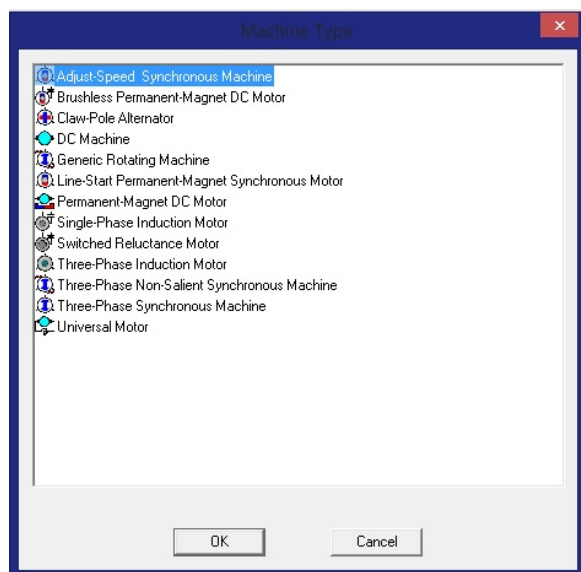 Machine Type
Adjust-Speed  Synchronous Machine
Brushless Permanent-Magnet DC Motor
Claw-Pole Alternator
DC Machine
Generic Rotating Machine
Line-Start Permanent-Magnet Synchronous Motor
Permanent-Magnet DC Motor
Single-Phase Induction Motor
Switched Reluctance Motor
Three-Phase Induction Motor
Three-Phase Non-Salient Synchronous Machine
Three-Phase Synchronous Machine
Universal Motor
OK
Cancel